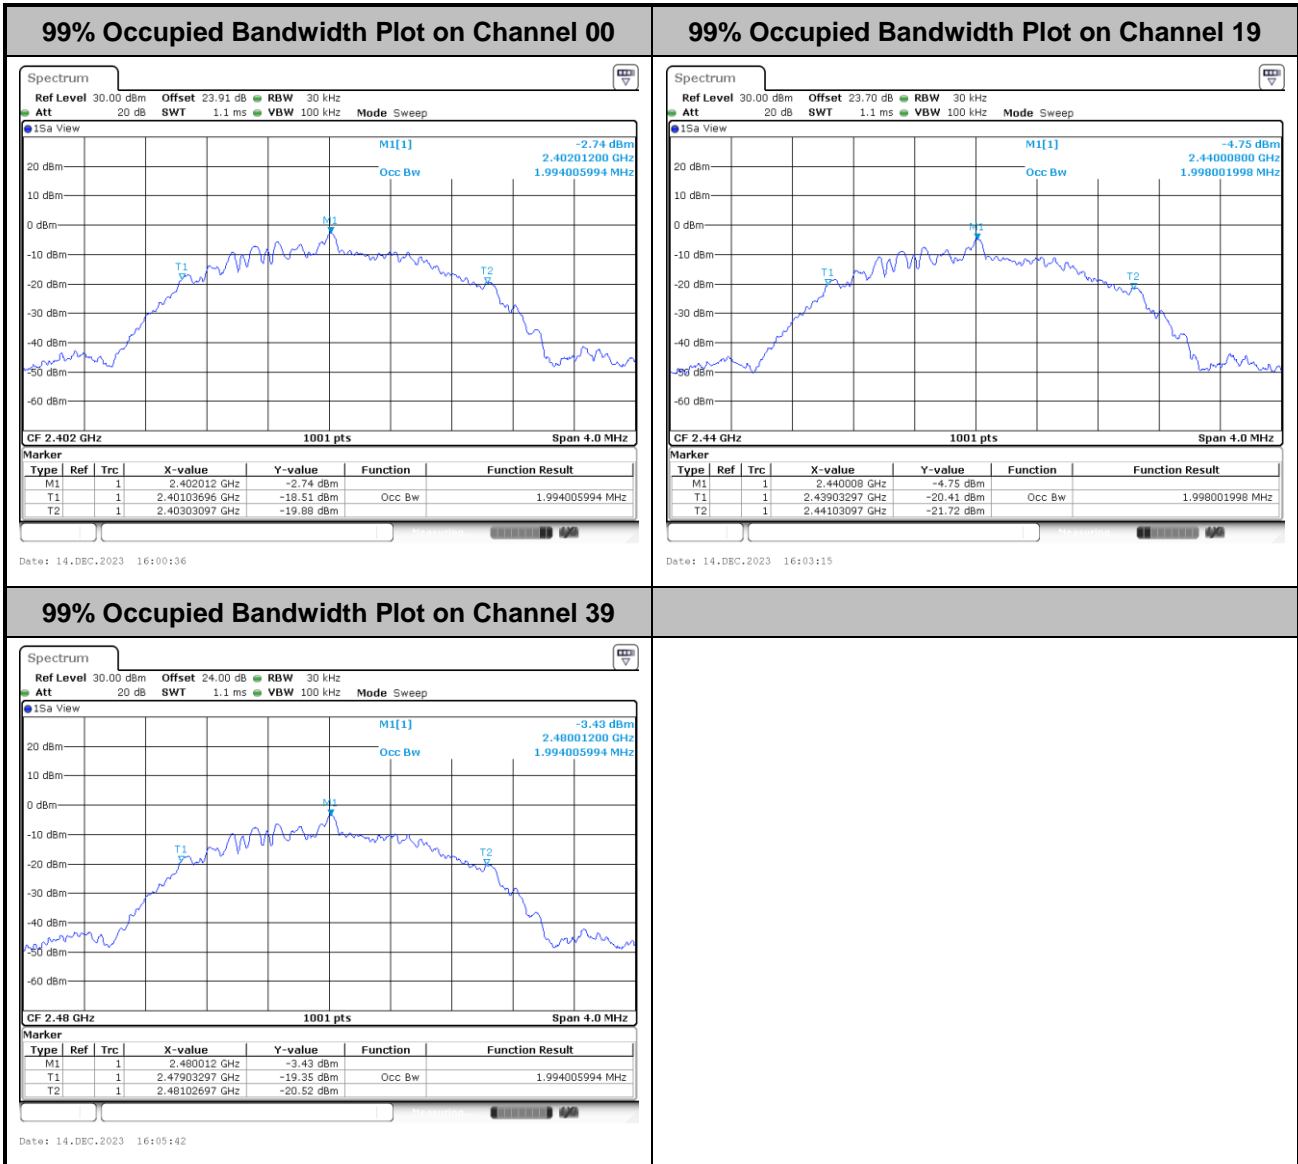 99% Occupied Bandwidth Plot on Channel 00
Spectrum
Ref Level 30.00 dBm Offset 23.91 dB RBW 30 kHz
Att 20 dB SWT 1.1 ms VBW 100 kHz Mode Sweep
1Sa View
M1[1] -2.74 dBm
2.40201200 GHz
Occ Bw 1.994005994 MHz
20 dBm
10 dBm
0 dBm
-10 dBm
-20 dBm
-30 dBm
-40 dBm
-50 dBm
-60 dBm
M1
T1
T2
CF 2.402 GHz 1001 pts Span 4.0 MHz
Marker
Type Ref Trc X-value Y-value Function Function Result
M1 1 2.402012 GHz -2.74 dBm
T1 1 2.40103696 GHz -18.51 dBm Occ Bw 1.994005994 MHz
T2 1 2.40303097 GHz -19.88 dBm
Date: 14.DEC.2023 16:00:36
99% Occupied Bandwidth Plot on Channel 19
Spectrum
Ref Level 30.00 dBm Offset 23.70 dB RBW 30 kHz
Att 20 dB SWT 1.1 ms VBW 100 kHz Mode Sweep
1Sa View
M1[1] -4.75 dBm
2.44000800 GHz
Occ Bw 1.998001998 MHz
20 dBm
10 dBm
0 dBm
-10 dBm
-20 dBm
-30 dBm
-40 dBm
-50 dBm
-60 dBm
M1
T1
T2
CF 2.44 GHz 1001 pts Span 4.0 MHz
Marker
Type Ref Trc X-value Y-value Function Function Result
M1 1 2.440008 GHz -4.75 dBm
T1 1 2.43903297 GHz -20.41 dBm Occ Bw 1.998001998 MHz
T2 1 2.44103097 GHz -21.72 dBm
Date: 14.DEC.2023 16:03:15
99% Occupied Bandwidth Plot on Channel 39
Spectrum
Ref Level 30.00 dBm Offset 24.00 dB RBW 30 kHz
Att 20 dB SWT 1.1 ms VBW 100 kHz Mode Sweep
1Sa View
M1[1] -3.43 dBm
2.48001200 GHz
Occ Bw 1.994005994 MHz
20 dBm
10 dBm
0 dBm
-10 dBm
-20 dBm
-30 dBm
-40 dBm
-50 dBm
-60 dBm
M1
T1
T2
CF 2.48 GHz 1001 pts Span 4.0 MHz
Marker
Type Ref Trc X-value Y-value Function Function Result
M1 1 2.480012 GHz -3.43 dBm
T1 1 2.47903297 GHz -19.35 dBm Occ Bw 1.994005994 MHz
T2 1 2.48102697 GHz -20.52 dBm
Date: 14.DEC.2023 16:05:42